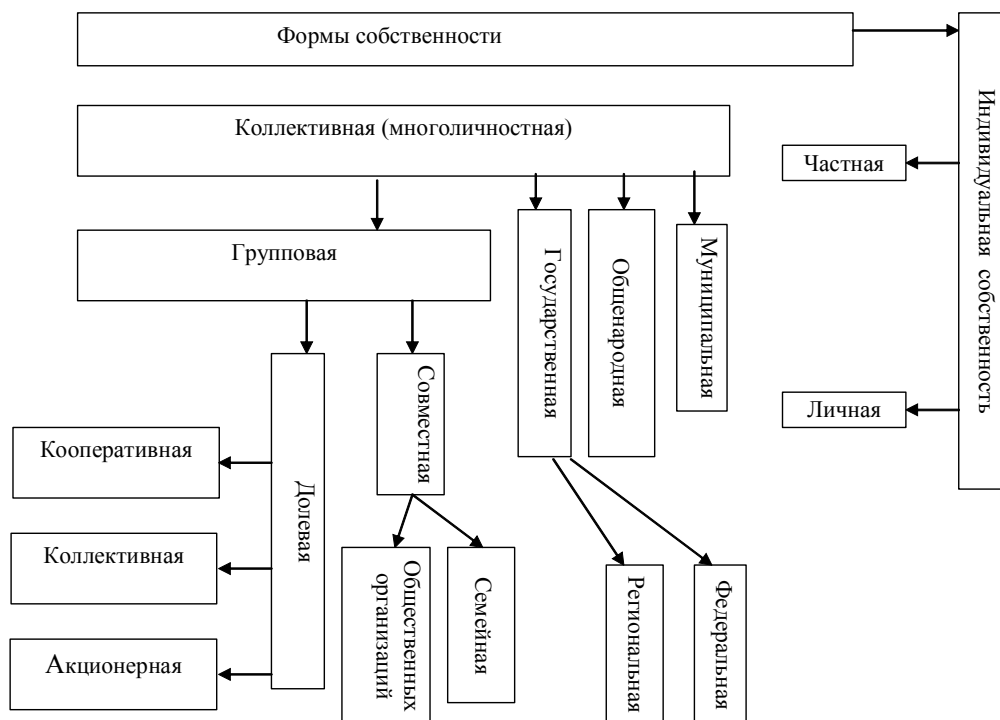 Формы собственности
Индивидуальная собственность
Коллективная (многоличностная)
Частная
Личная
Групповая
Государственная
Общенародная
Муниципальная
Долевая
Совместная
Кооперативная
Коллективная
Акционерная
Общественных
организаций
Семейная
Региональная
Федеральная